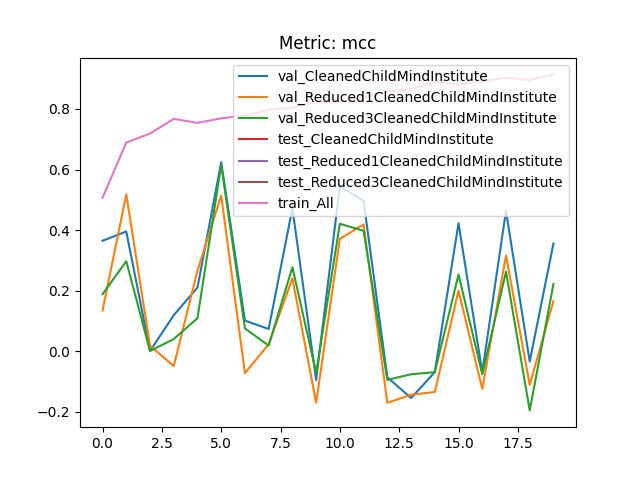 Metric: mcc
val_CleanedChildMindInstitute
val_Reduced1CleanedChildMindInstitute
val_Reduced3CleanedChildMindInstitute
test_CleanedChildMindInstitute
test_Reduced1CleanedChildMindInstitute
test_Reduced3CleanedChildMindInstitute
train_All
0.8
0.6
0.4
0.2
0.0
−0.2
0.0 2.5 5.0 7.5 10.0 12.5 15.0 17.5